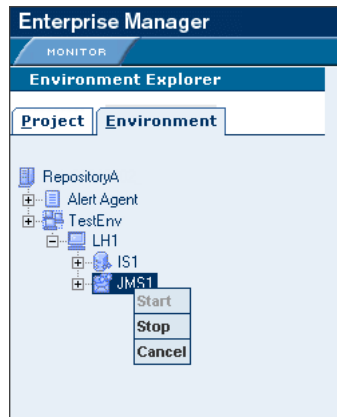 Enterprise Manager
MONITOR
Environment Explorer
Project Environment
RepositoryA
Alert Agent
TestEnv
LH1
IS1
JMS1
Start
Stop
Cancel